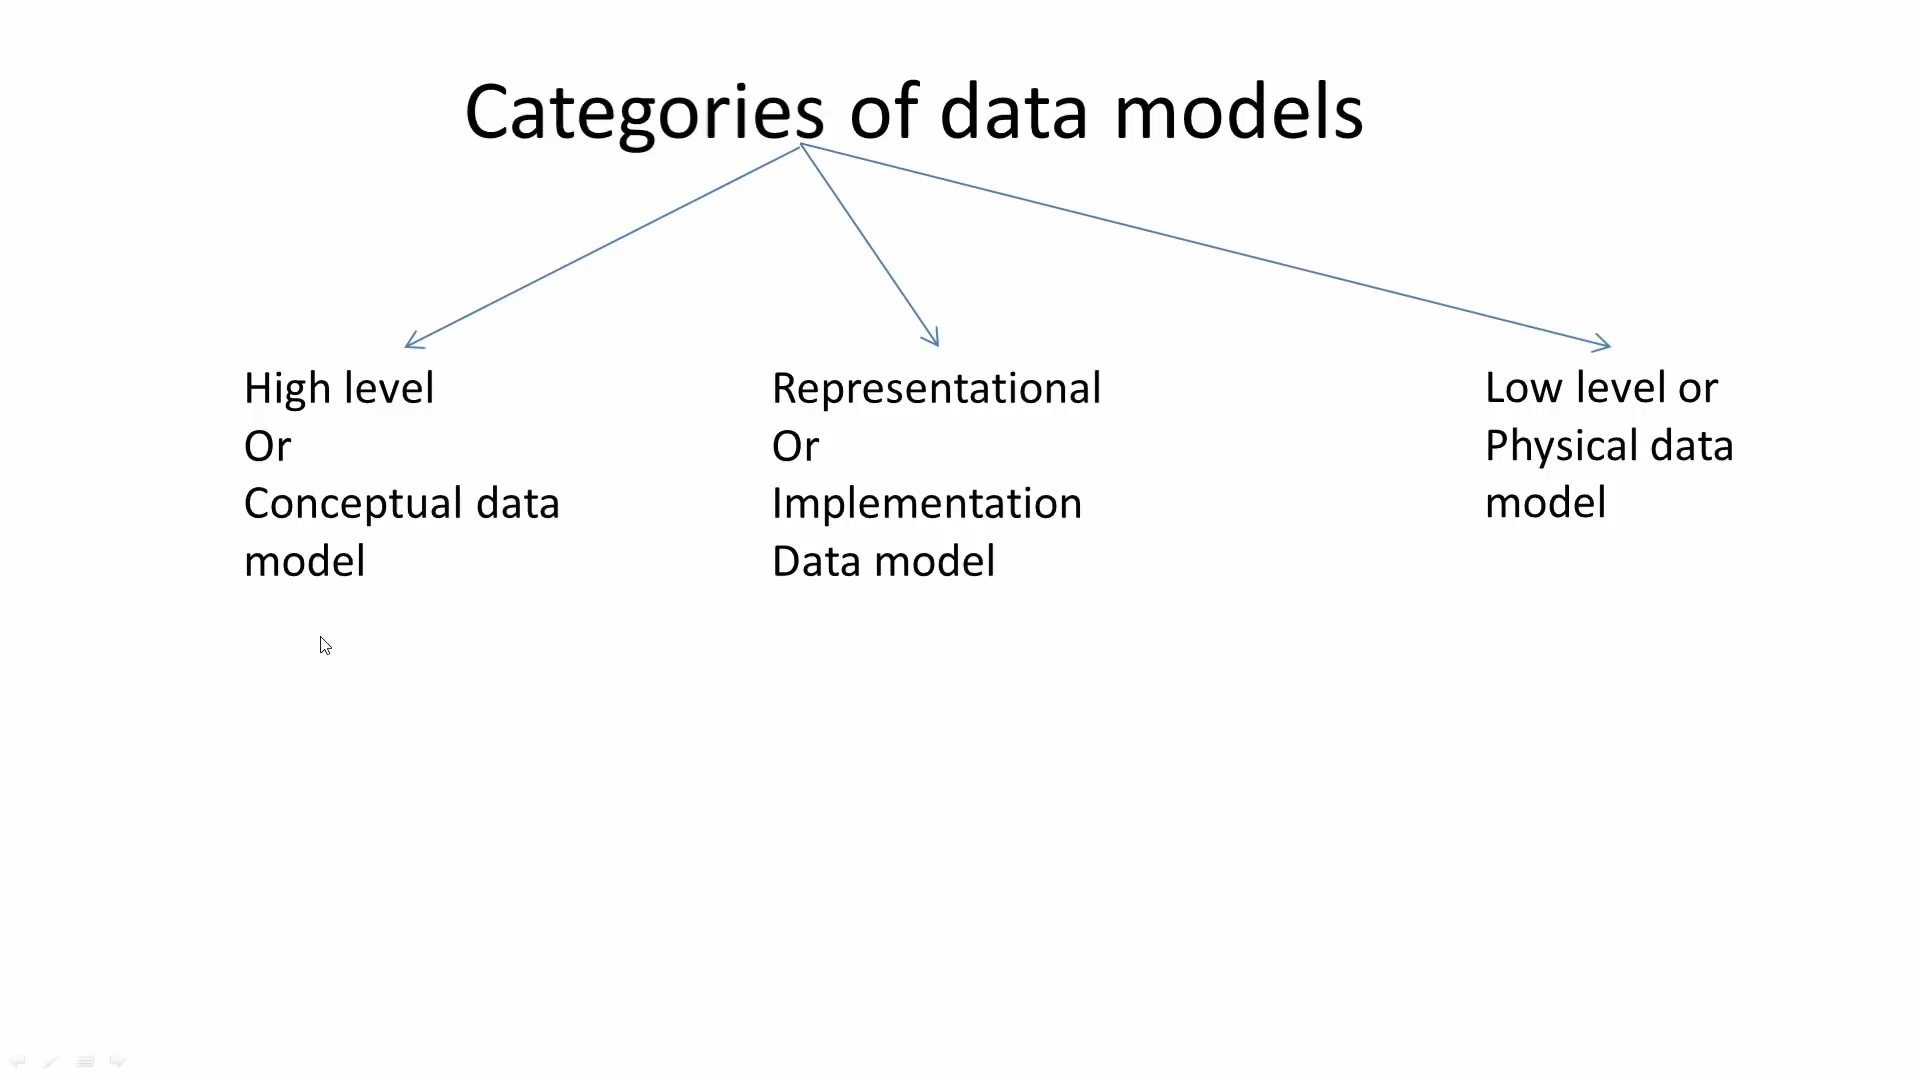 Categories of data models
High level
Or
Conceptual data
model
Representational
Or
Implementation
Data model
Low level or
Physical data
model